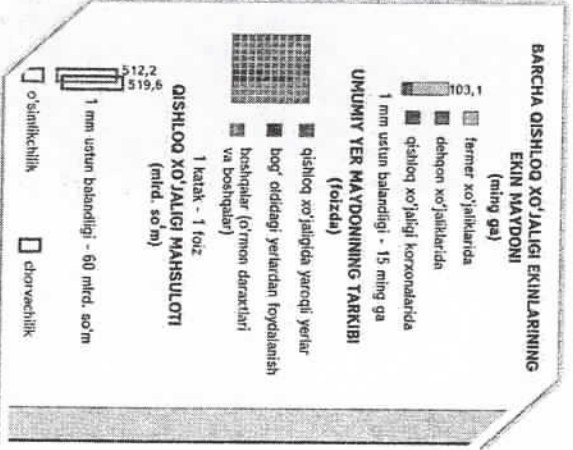 BARCHA QISHLOQ XO'JALIGI EKINLARINING
EKIN MAYDONI
(ming ga)
103,1
fermer xo'jaliklarida
dehqon xo'jaliklarida
qishloq xo'jaligi korxonalarida
1 mm ustun balandligi - 15 ming ga
UMUMIY YER MAYDONINING TARKIBI
(foizda)
qishloq xo'jaligida yaroqli yerlar
bog' oldidagi yerlardan foydalanish
boshqalar (o'rmon daraxtlari
va boshqalar)
1 katak - 1 foiz
QISHLOQ XO'JALIGI MAHSULOTI
(mlrd. so'm)
512,2
519,6
1 mm ustun balandligi - 60 mlrd. so'm
o'simlikchilik
chorvachilik